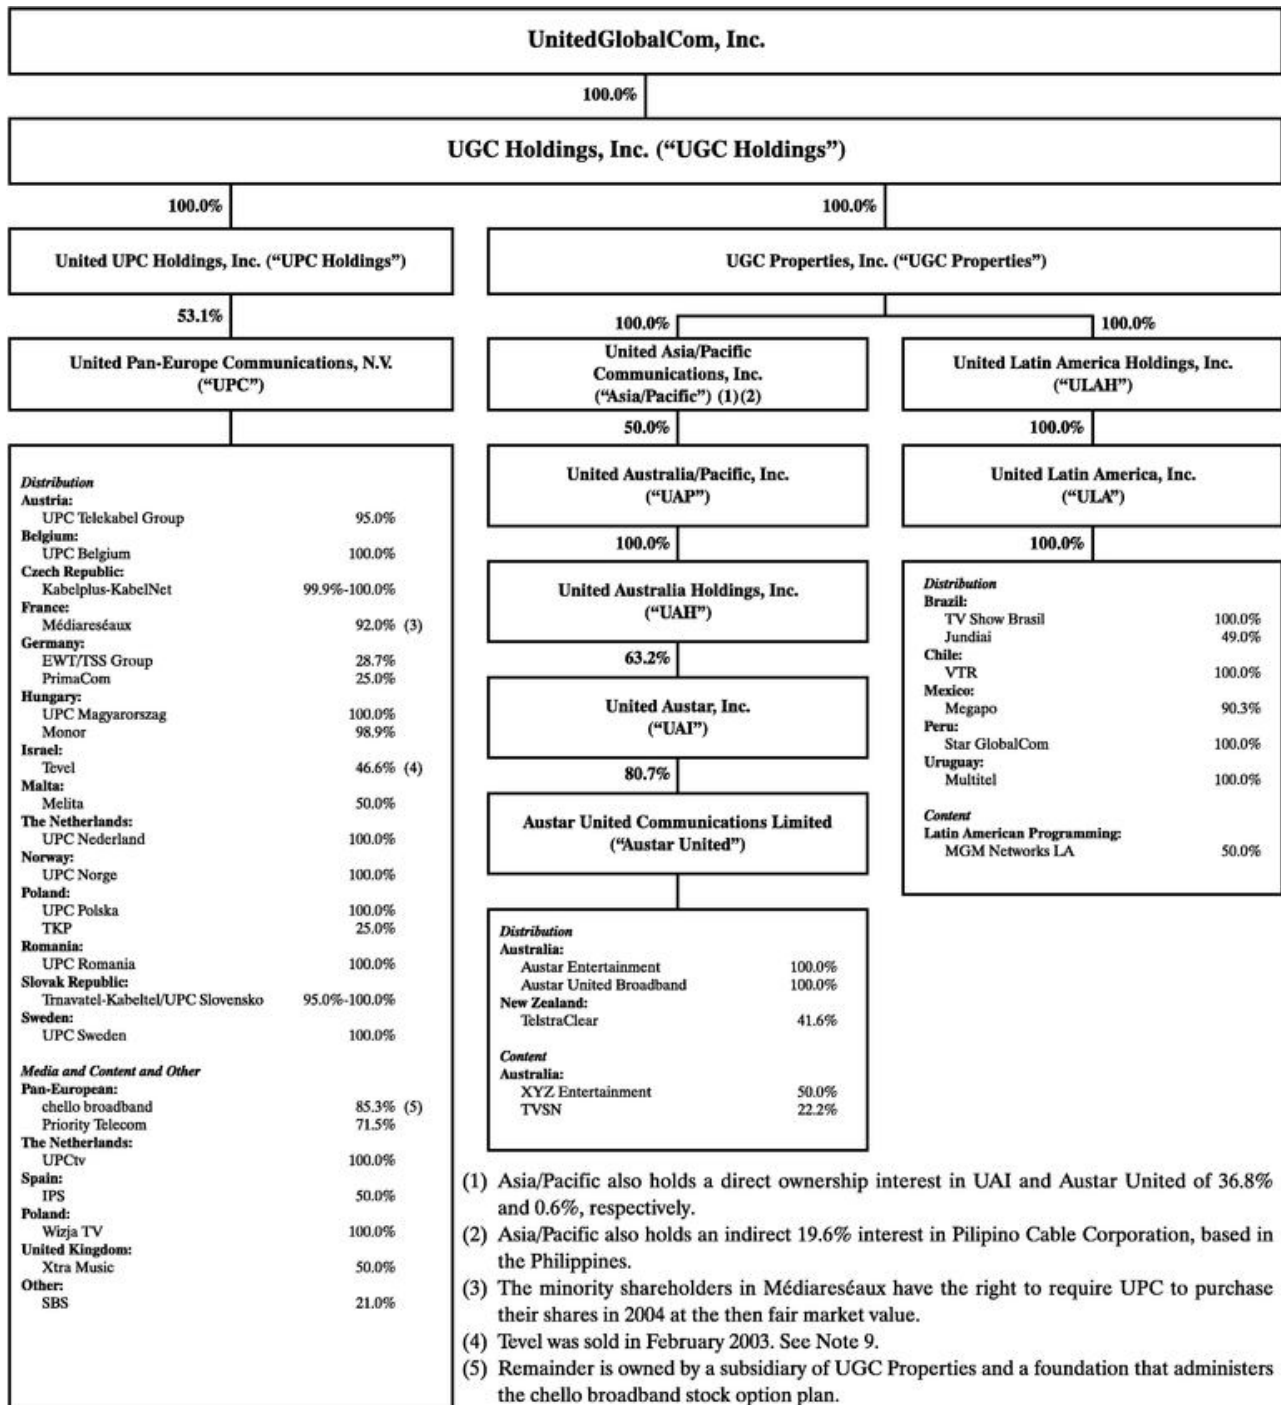 UnitedGlobalCom, Inc.
100.0%
UGC Holdings, Inc. (“UGC Holdings”)
100.0%
100.0%
United UPC Holdings, Inc. (“UPC Holdings”)
UGC Properties, Inc. (“UGC Properties”)
53.1%
100.0%
100.0%
United Pan-Europe Communications, N.V.
(“UPC”)
United Asia/Pacific
Communications, Inc.
(“Asia/Pacific”) (1)(2)
United Latin America Holdings, Inc.
(“ULAH”)
Distribution
Austria:
UPC Telekabel Group 95.0%
Belgium:
UPC Belgium 100.0%
Czech Republic:
Kabelplus-KabelNet 99.9%-100.0%
France:
Médiareséaux 92.0% (3)
Germany:
EWT/TSS Group 28.7%
PrimaCom 25.0%
Hungary:
UPC Magyarorszag 100.0%
Monor 98.9%
Israel:
Tevel 46.6% (4)
Malta:
Melita 50.0%
The Netherlands:
UPC Nederland 100.0%
Norway:
UPC Norge 100.0%
Poland:
UPC Polska 100.0%
TKP 25.0%
Romania:
UPC Romania 100.0%
Slovak Republic:
Trnavatel-Kabeltel/UPC Slovensko 95.0%-100.0%
Sweden:
UPC Sweden 100.0%
Media and Content and Other
Pan-European:
chello broadband 85.3% (5)
Priority Telecom 71.5%
The Netherlands:
UPCtv 100.0%
Spain:
IPS 50.0%
Poland:
Wizja TV 100.0%
United Kingdom:
Xtra Music 50.0%
Other:
SBS 21.0%
50.0%
United Australia/Pacific, Inc.
(“UAP”)
100.0%
United Australia Holdings, Inc.
(“UAH”)
63.2%
United Austar, Inc.
(“UAI”)
80.7%
Austar United Communications Limited
(“Austar United”)
Distribution
Australia:
Austar Entertainment 100.0%
Austar United Broadband 100.0%
New Zealand:
TelstraClear 41.6%
Content
Australia:
XYZ Entertainment 50.0%
TVSN 22.2%
100.0%
United Latin America, Inc.
(“ULA”)
100.0%
Distribution
Brazil:
TV Show Brasil 100.0%
Jundiai 49.0%
Chile:
VTR 100.0%
Mexico:
Megapo 90.3%
Peru:
Star GlobalCom 100.0%
Uruguay:
Multitel 100.0%
Content
Latin American Programming:
MGM Networks LA 50.0%
(1) Asia/Pacific also holds a direct ownership interest in UAI and Austar United of 36.8%
and 0.6%, respectively.
(2) Asia/Pacific also holds an indirect 19.6% interest in Pilipino Cable Corporation, based in
the Philippines.
(3) The minority shareholders in Médiareséaux have the right to require UPC to purchase
their shares in 2004 at the then fair market value.
(4) Tevel was sold in February 2003. See Note 9.
(5) Remainder is owned by a subsidiary of UGC Properties and a foundation that administers
the chello broadband stock option plan.